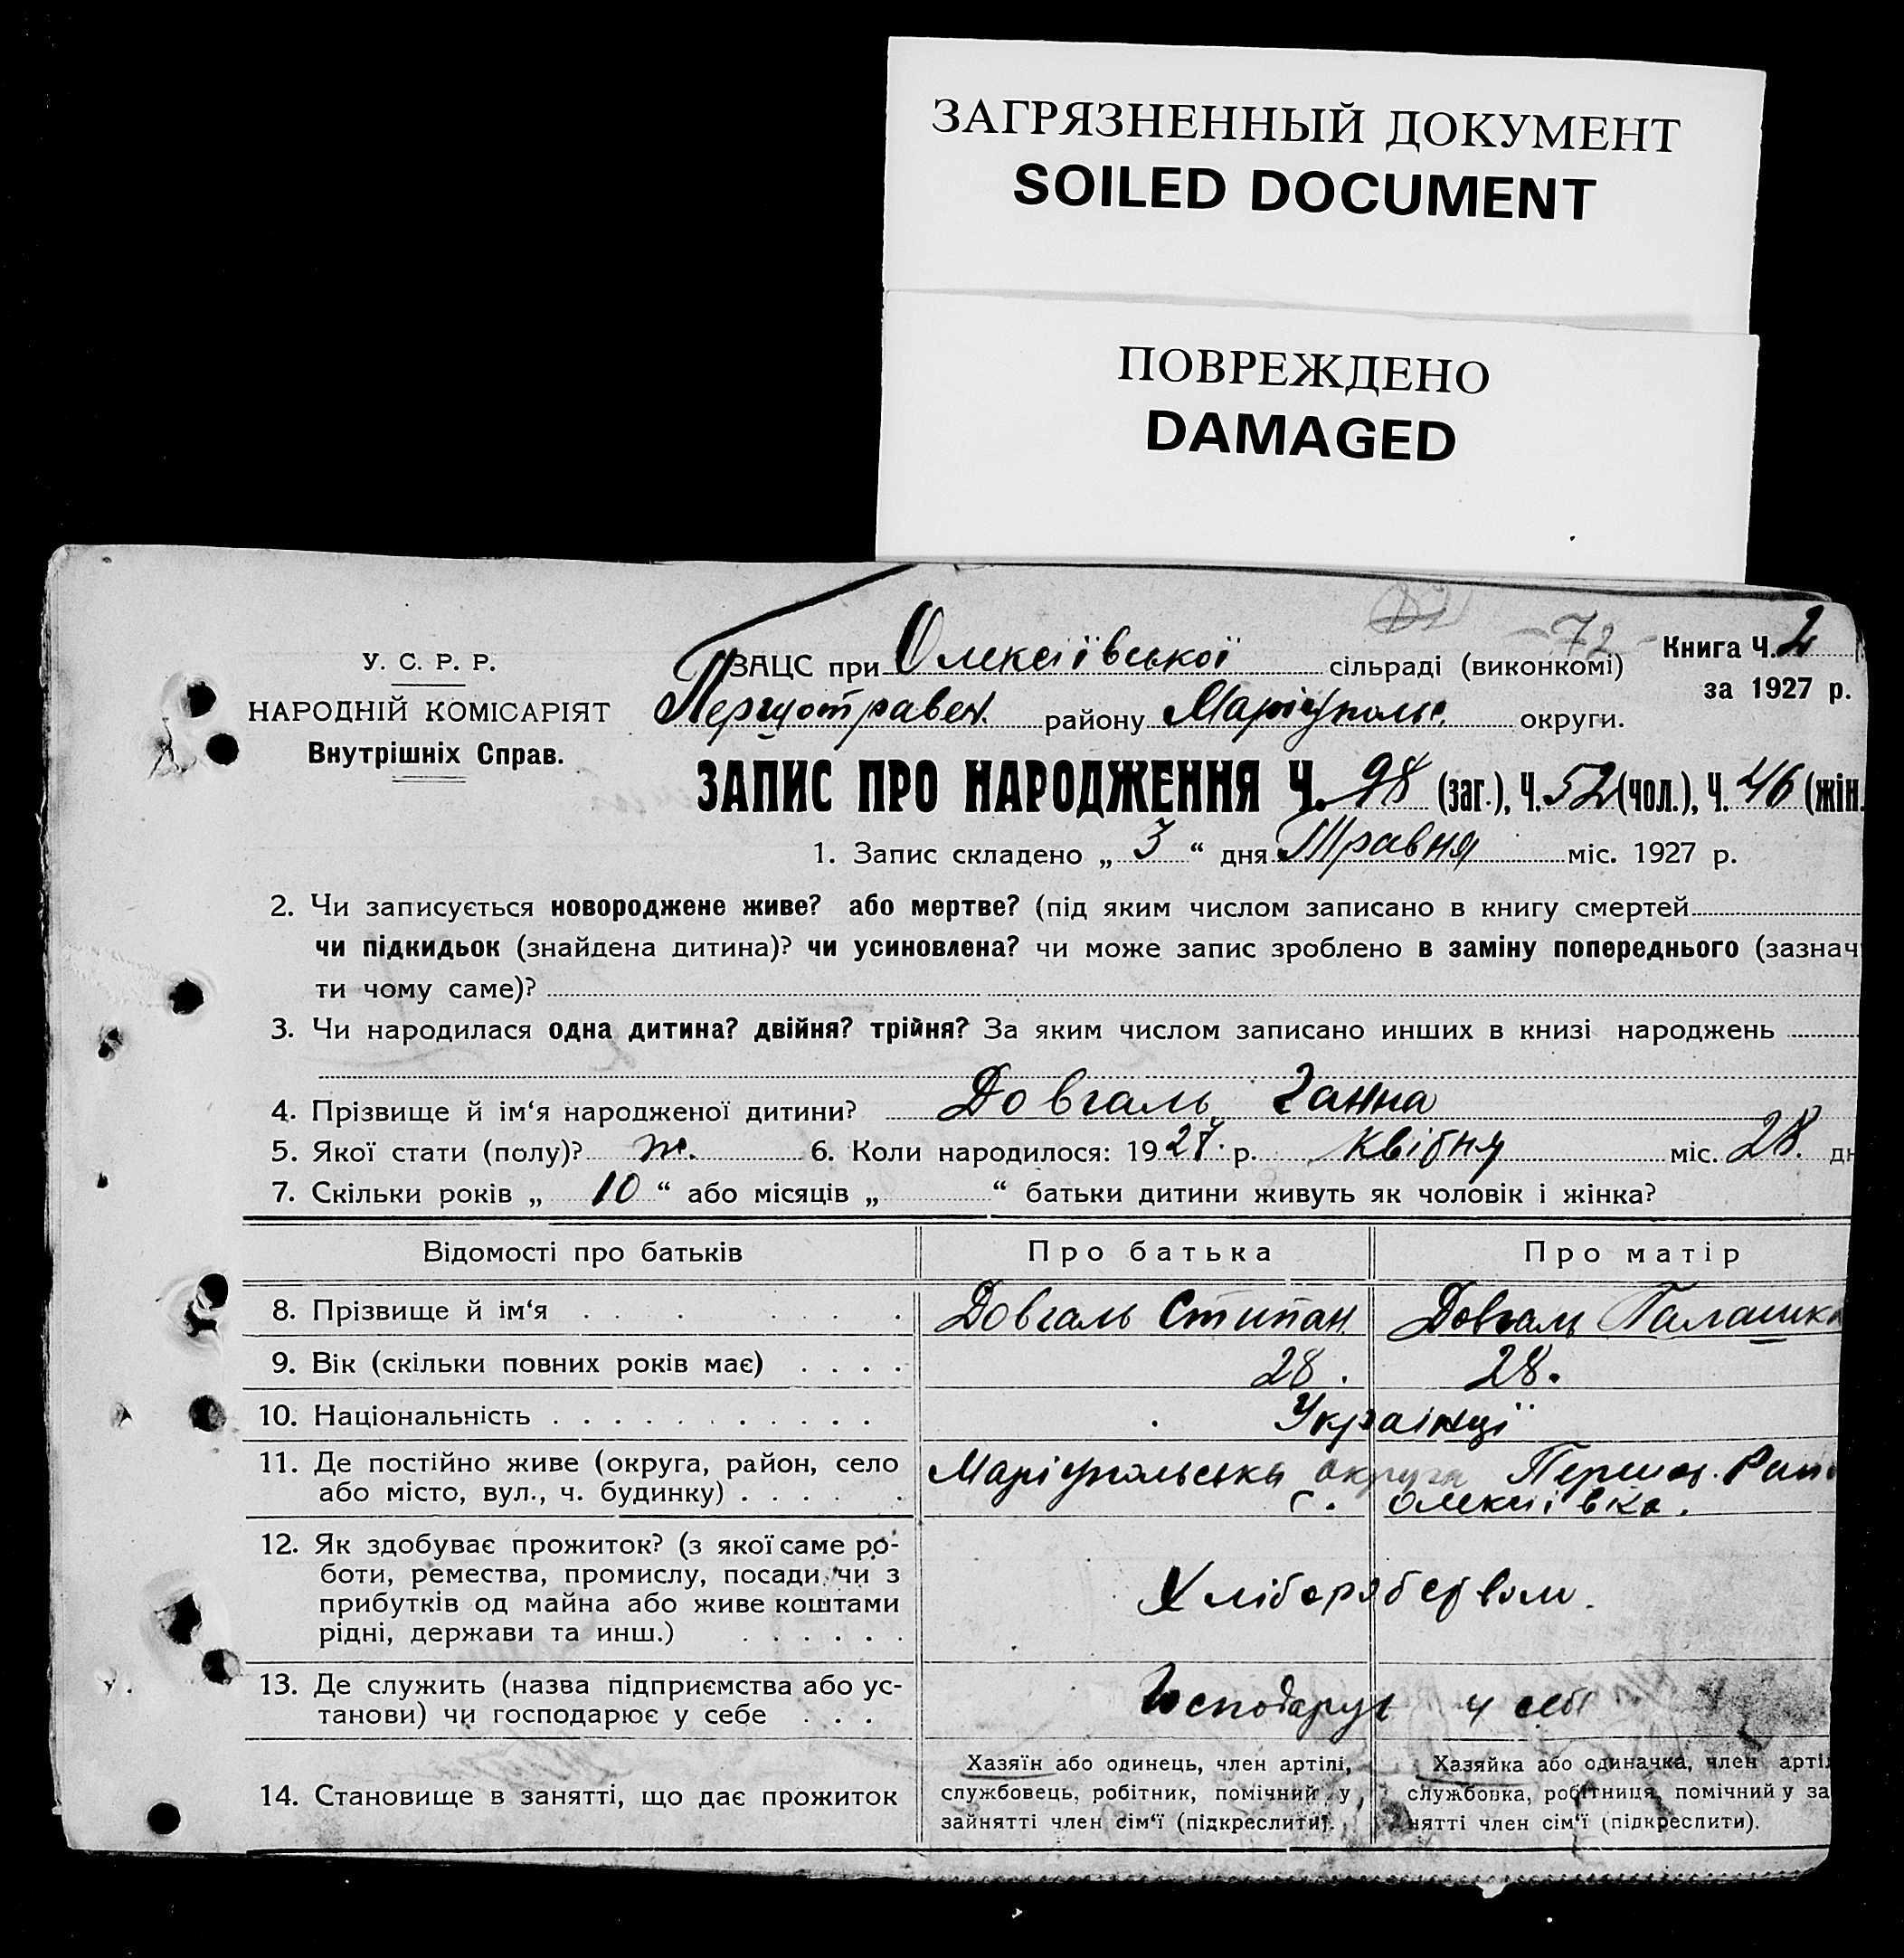 ЗАГРЯЗНЕННЫЙ ДОКУМЕНТ
SOILED DOCUMENT
ПОВРЕЖДЕНО
DAMAGED
-72-
Книга Ч. 2
за 1927 р.
У. С. Р. Р.
НАРОДНІЙ КОМІСАРІЯТ
Внутрішніх Справ.
ЗАЦС при Олексіївської сільраді (виконкомі)
Першотравен. району Маріуполь. округи.
ЗАПИС ПРО НАРОДЖЕННЯ Ч. 98 (заг.), Ч. 52 (чол.), Ч. 46 (жін.
1. Запис складено „ 3 “ дня Травня міс. 1927 р.
2. Чи записується новороджене живе? або мертве? (під яким числом записано в книгу смертей
чи підкидьок (знайдена дитина)? чи усиновлена? чи може запис зроблено в заміну попереднього (зазнач
ти чому саме)?
3. Чи народилася одна дитина? двійня? трійня? За яким числом записано инших в книзі народжень
4. Прізвище й ім‘я народженої дитини? Довгаль Ганна
5. Якої стати (полу)? ж. 6. Коли народилося: 1927. р. квітня міс. 28. дн
7. Скільки років „ 10 “ або місяців „ “ батьки дитини живуть як чоловік і жінка?
Відомості про батьків Про батька Про матір
8. Прізвище й ім‘я Довгаль Стипан Довгаль Палашка
9. Вік (скільки повних років має) 28. 28.
10. Національність Українці
11. Де постійно живе (округа, район, село Маріупольська округа Першот.
або місто, вул., ч. будинку) с. Олексіївка.
12. Як здобуває прожиток? (з якої саме ро-
боти, ремества, промислу, посади, чи з
прибутків од майна або живе коштами
рідні, держави та инш.)
13. Де служить (назва підприємства або ус- Господарує у себе
танови) чи господарює у себе
14. Становище в занятті, що дає прожиток
Хазяїн або одинець, член артілі,
службовець, робітник, помічний у
зайнятті член сім‘ї (підкреслити).
Хазяйка або одиначка, член арті
службовка, робітниця, помічний у за
нятті член сім‘ї (підкреслити).